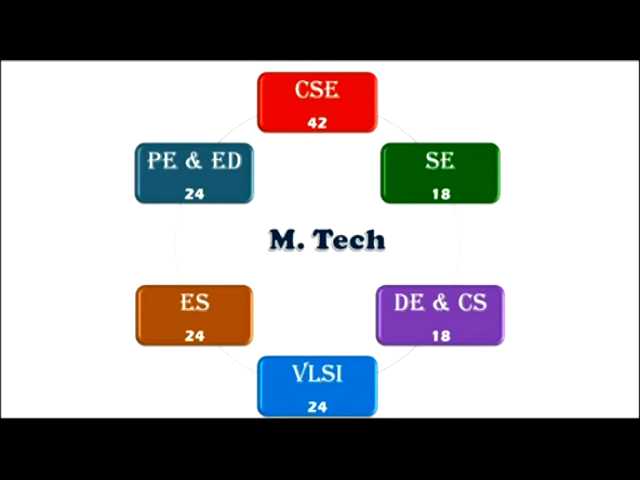 CSE
42
PE & ED
24
SE
18
M. Tech
ES
24
DE & CS
18
VLSI
24